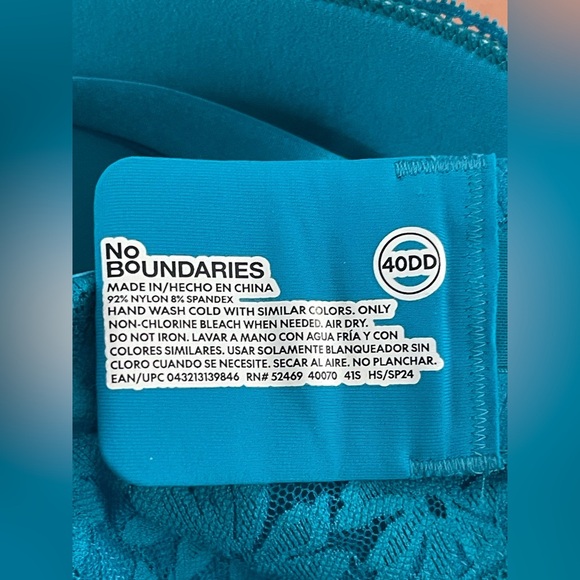 No
BOUNDARIES
MADE IN/HECHO EN CHINA
92% NYLON 8% SPANDEX
HAND WASH COLD WITH SIMILAR COLORS. ONLY
NON-CHLORINE BLEACH WHEN NEEDED. AIR DRY.
DO NOT IRON. LAVAR A MANO CON AGUA FRÍA Y CON
COLORES SIMILARES. USAR SOLAMENTE BLANQUEADOR SIN
CLORO CUANDO SE NECESITE. SECAR AL AIRE. NO PLANCHAR.
EAN/UPC 043213139846 RN# 52469 40070 41S HS/SP24
40DD